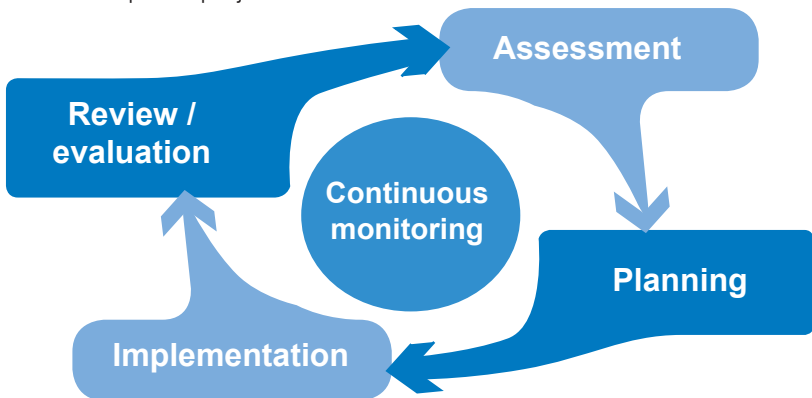 Assessment
Review /
evaluation
Continuous
monitoring
Planning
Implementation